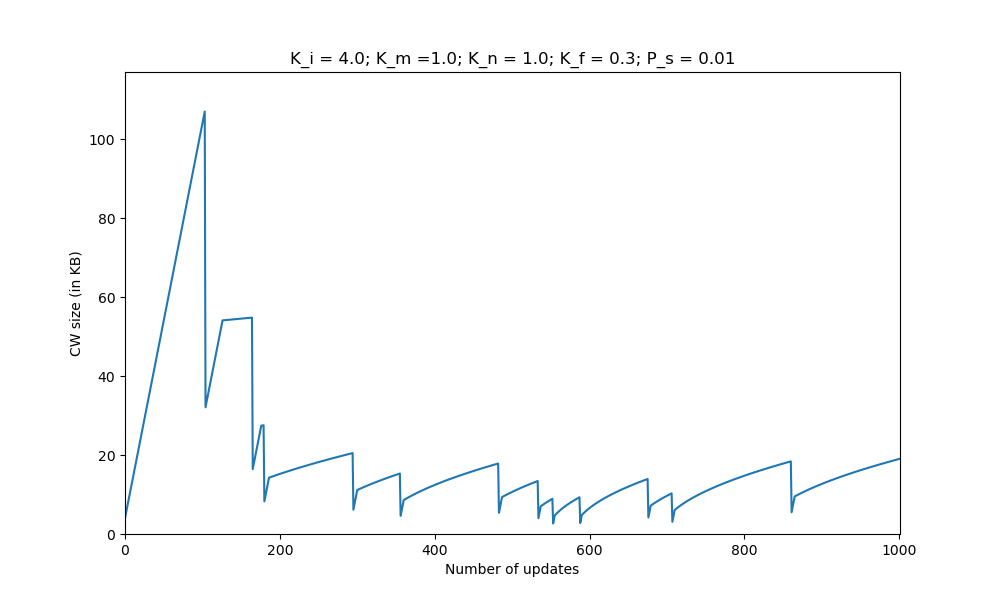 K_i = 4.0; K_m =1.0; K_n = 1.0; K_f = 0.3; P_s = 0.01
CW size (in KB)
100
80
60
40
20
0
0 200 400 600 800 1000
Number of updates